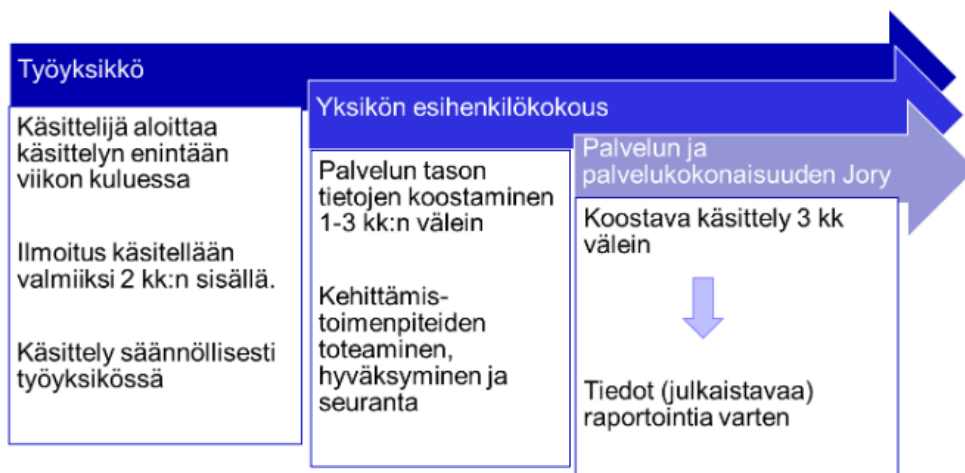 Työyksikkö
Käsittelijä aloittaa
käsittelyn enintään
viikon kuluessa
Ilmoitus käsitellään
valmiiksi 2 kk:n sisällä.
Käsittely säännöllisesti
työyksikössä
Yksikön esihenkilökokous
Palvelun tason
tietojen koostaminen
1-3 kk:n välein
Kehittämis-
toimenpiteiden
toteaminen,
hyväksyminen ja
seuranta
Palvelun ja
palvelukokonaisuuden Jory
Koostava käsittely 3 kk
välein
Tiedot (julkaistavaa)
raportointia varten